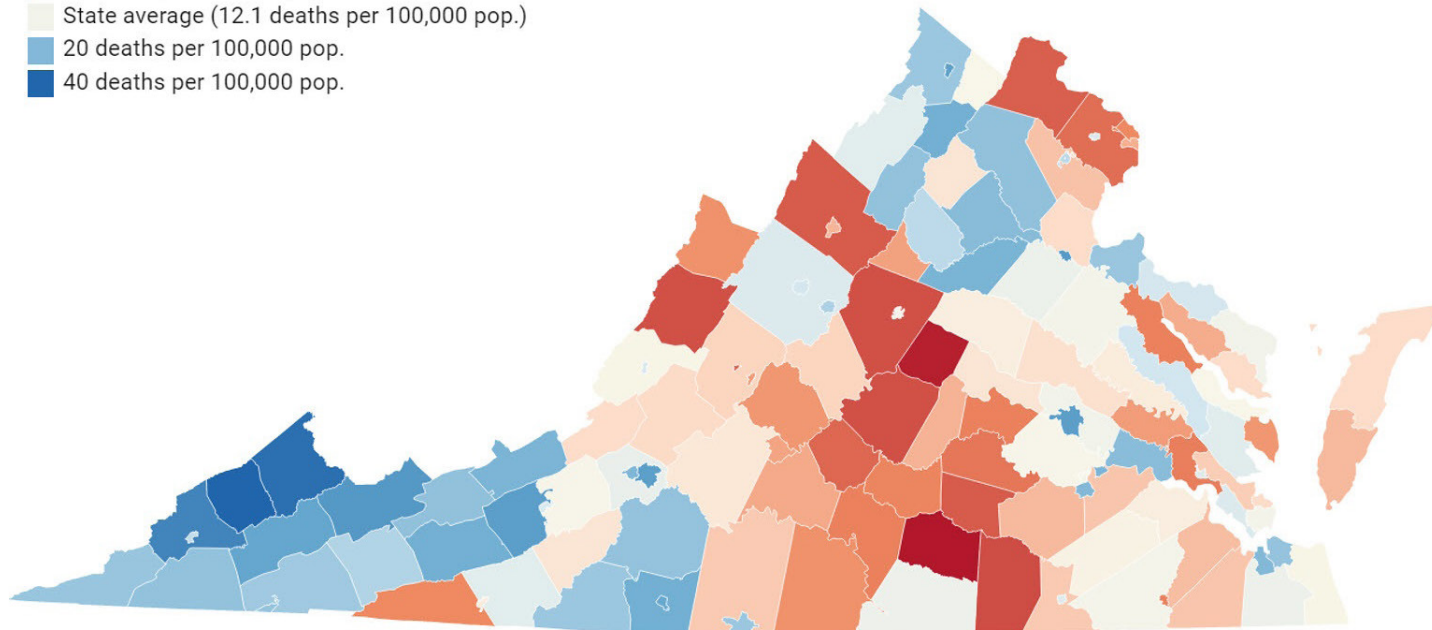 State average (12.1 deaths per 100,000 pop.)
20 deaths per 100,000 pop.
40 deaths per 100,000 pop.